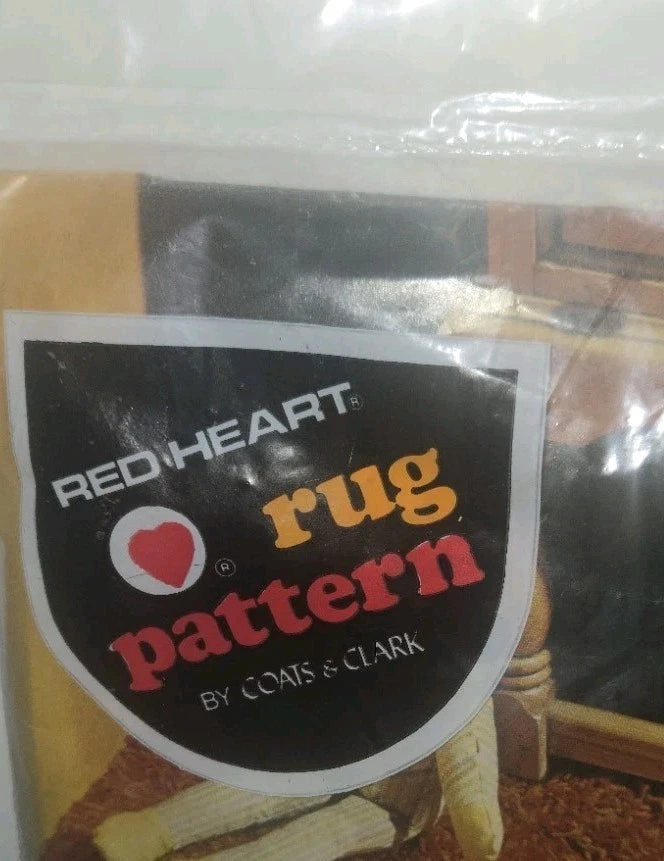 RED HEART®
®
rug
pattern
BY COATS & CLARK